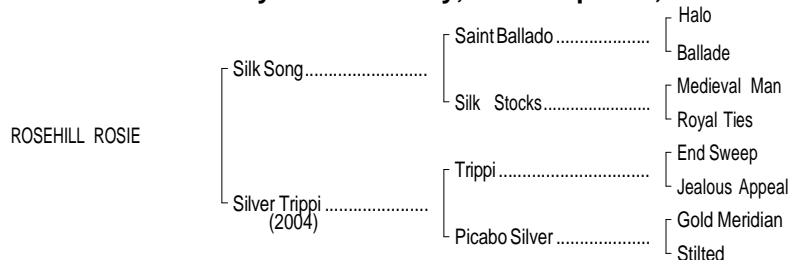 Halo
Saint Ballado ....................
Ballade
Silk Song..........................
Medieval Man
Silk Stocks.......................
Royal Ties
ROSEHILL ROSIE
End Sweep
Trippi ................................
Jealous Appeal
Silver Trippi ......................
(2004)
Gold Meridian
Picabo Silver ....................
Stilted